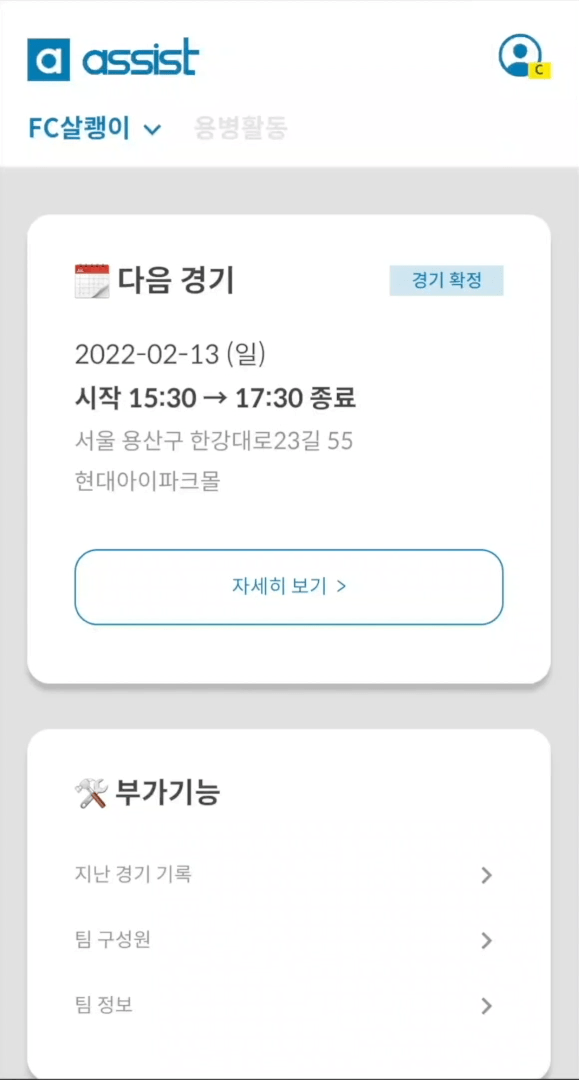 a assist
C
FC살쾡이 용병활동
다음 경기
경기 확정
2022-02-13 (일)
시작 15:30 → 17:30 종료
서울 용산구 한강대로23길 55
현대아이파크몰
자세히 보기 >
부가기능
지난 경기 기록
팀 구성원
팀 정보